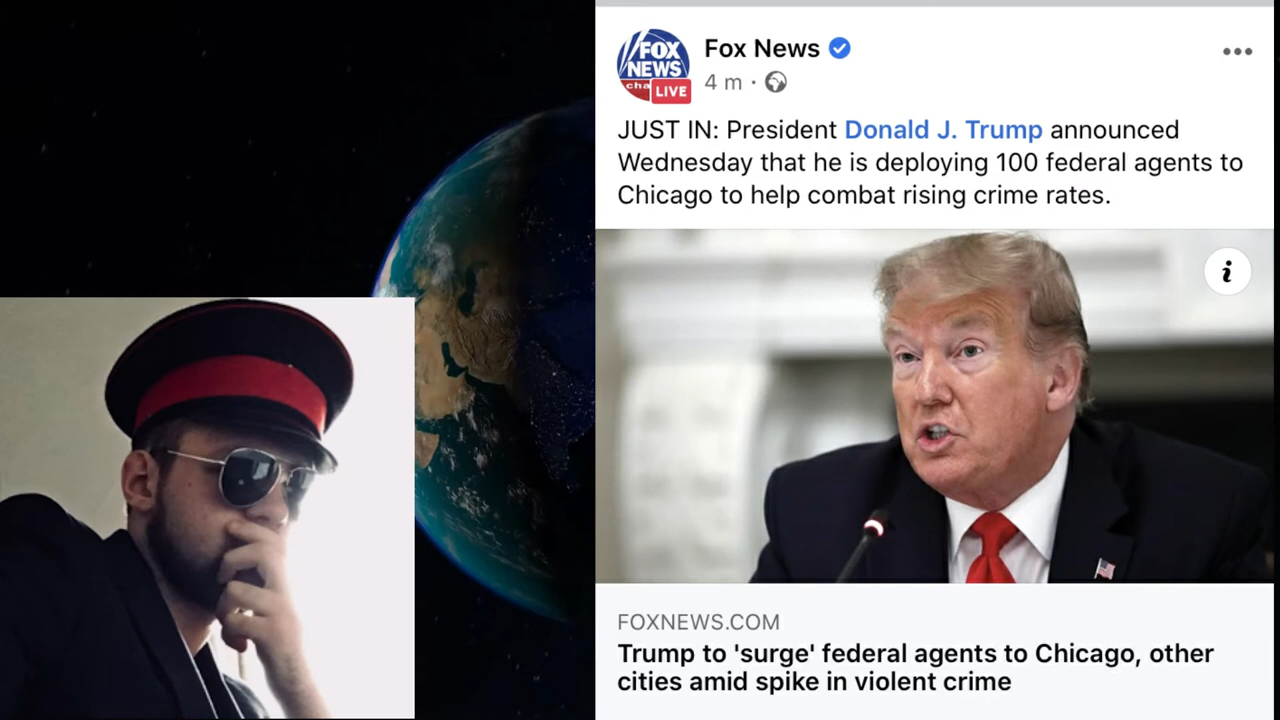 FOX
NEWS
cha
LIVE
Fox News
4 m ·
JUST IN: President Donald J. Trump announced
Wednesday that he is deploying 100 federal agents to
Chicago to help combat rising crime rates.
i
FOXNEWS.COM
Trump to 'surge' federal agents to Chicago, other
cities amid spike in violent crime